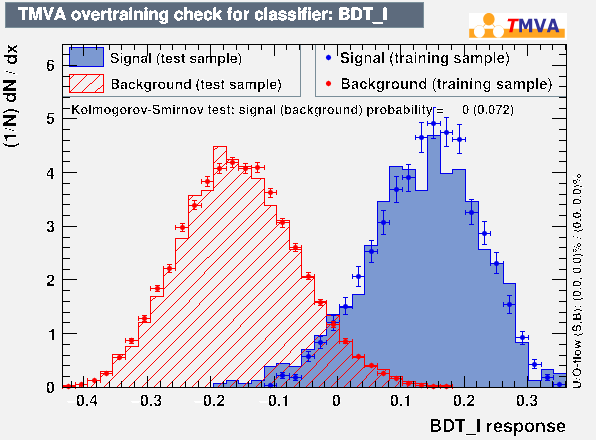 TMVA overtraining check for classifier: BDT_I
TMVA
(1/N) dN / dx
Signal (test sample)
Signal (training sample)
Background (test sample)
Background (training sample)
Kolmogorov-Smirnov test: signal (background) probability = 0 (0.072)
6
5
4
3
2
1
0
−0.4 −0.3 −0.2 −0.1 0 0.1 0.2 0.3
BDT_I response
U/O-flow (S,B): (0.0, 0.0)% / (0.0, 0.0)%